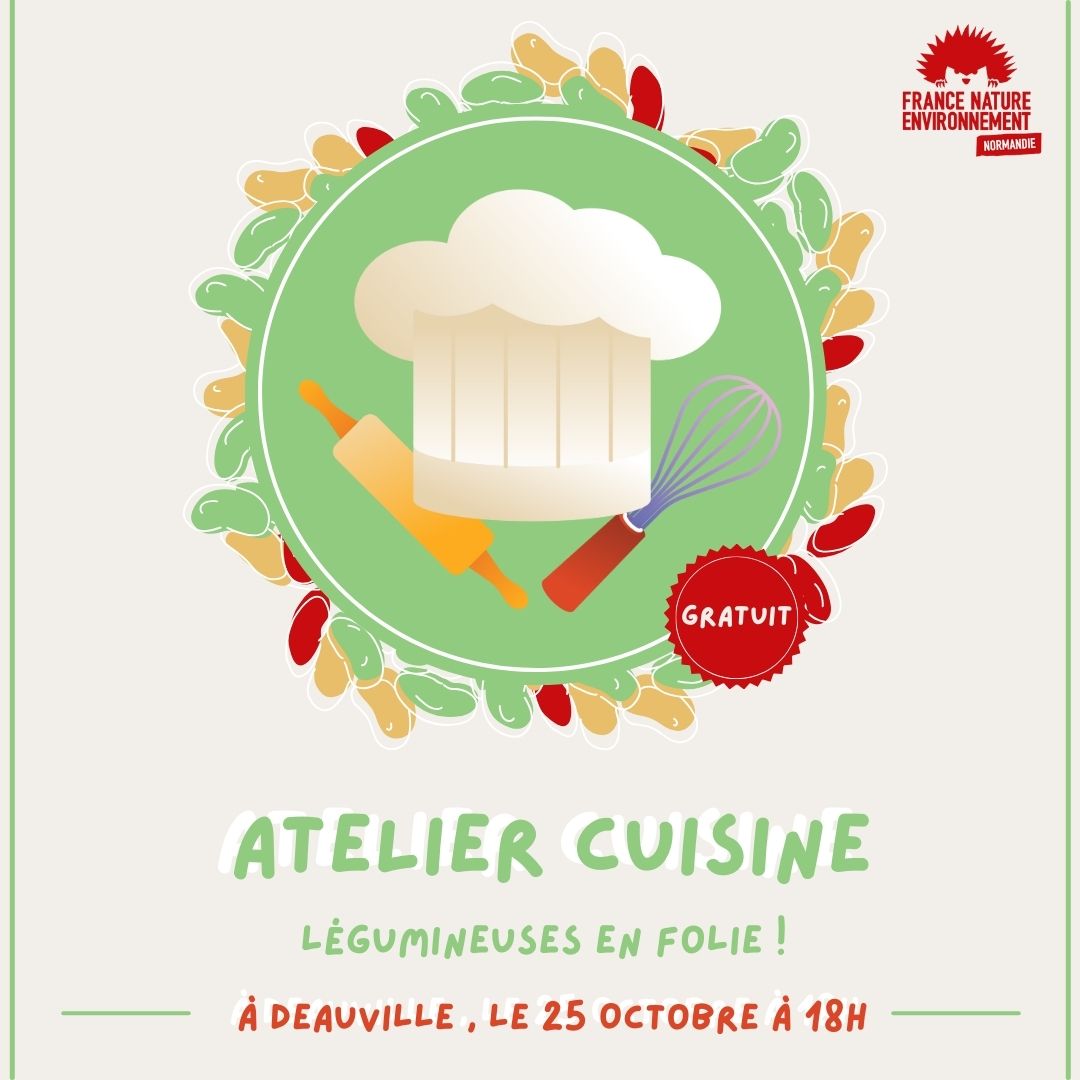 FRANCE NATURE
ENVIRONNEMENT
NORMANDIE
GRATUIT
ATELIER CUISINE
LÉGUMINEUSES EN FOLIE !
À DEAUVILLE , LE 25 OCTOBRE À 18H